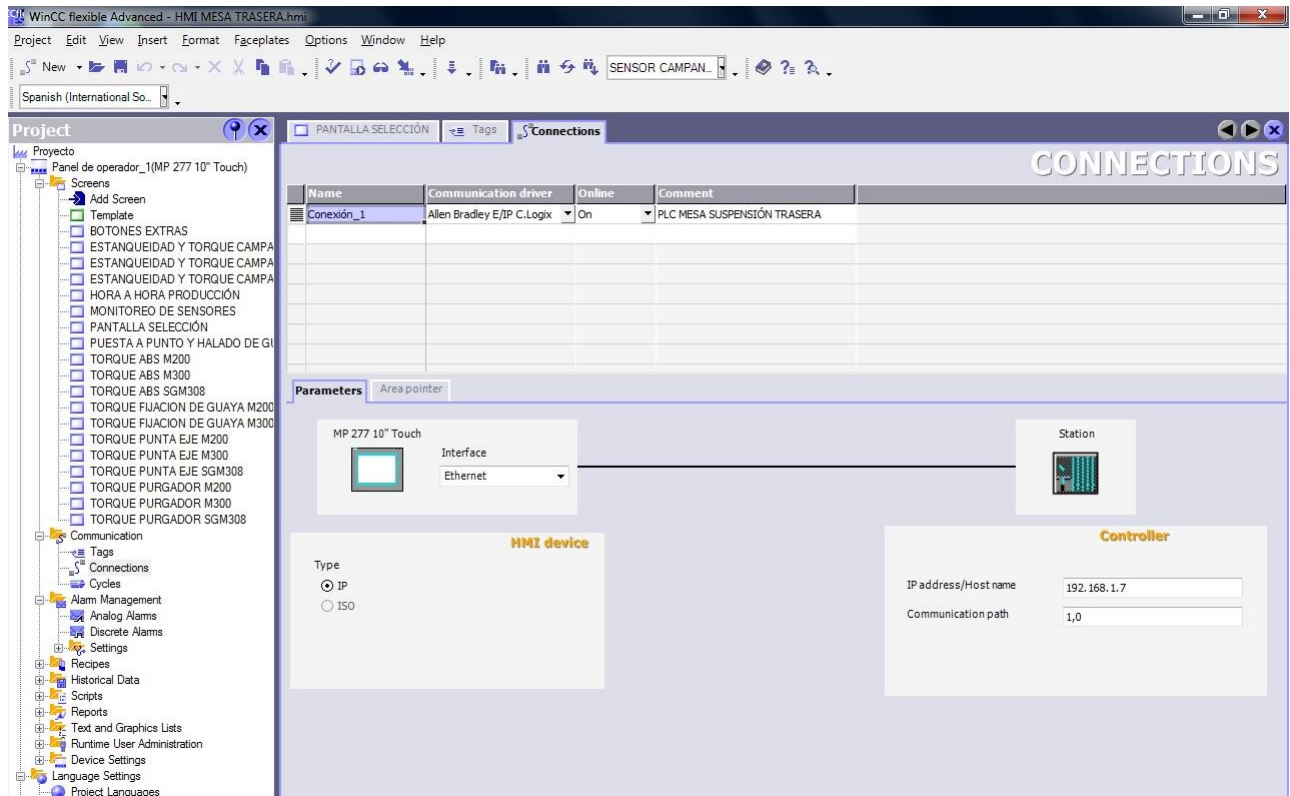 WinCC flexible Advanced - HMI MESA TRASERA.hmi
Project Edit View Insert Format Faceplates Options Window Help
New SENSOR CAMPAN...
Spanish (International So...
Project
PANTALLA SELECCIÓN Tags Connections
Proyecto
Panel de operador_1(MP 277 10" Touch)
Screens
Add Screen
Template
BOTONES EXTRAS
ESTANQUEIDAD Y TORQUE CAMPA
ESTANQUEIDAD Y TORQUE CAMPA
ESTANQUEIDAD Y TORQUE CAMPA
HORA A HORA PRODUCCIÓN
MONITOREO DE SENSORES
PANTALLA SELECCIÓN
PUESTA A PUNTO Y HALADO DE GU
TORQUE ABS M200
TORQUE ABS M300
TORQUE ABS SGM308
TORQUE FIJACION DE GUAYA M200
TORQUE FIJACION DE GUAYA M300
TORQUE PUNTA EJE M200
TORQUE PUNTA EJE M300
TORQUE PUNTA EJE SGM308
TORQUE PURGADOR M200
TORQUE PURGADOR M300
TORQUE PURGADOR SGM308
Communication
Tags
Connections
Cycles
Alarm Management
Analog Alarms
Discrete Alarms
Settings
Recipes
Historical Data
Scripts
Reports
Text and Graphics Lists
Runtime User Administration
Device Settings
Language Settings
Project Languages
CONNECTIONS
Name Communication driver Online Comment
Conexión_1 Allen Bradley E/IP C.Logix On PLC MESA SUSPENSIÓN TRASERA
Parameters Area pointer
MP 277 10" Touch
Interface
Ethernet
Station
HMI device
Type
IP
ISO
Controller
IP address/Host name 192.168.1.7
Communication path 1,0